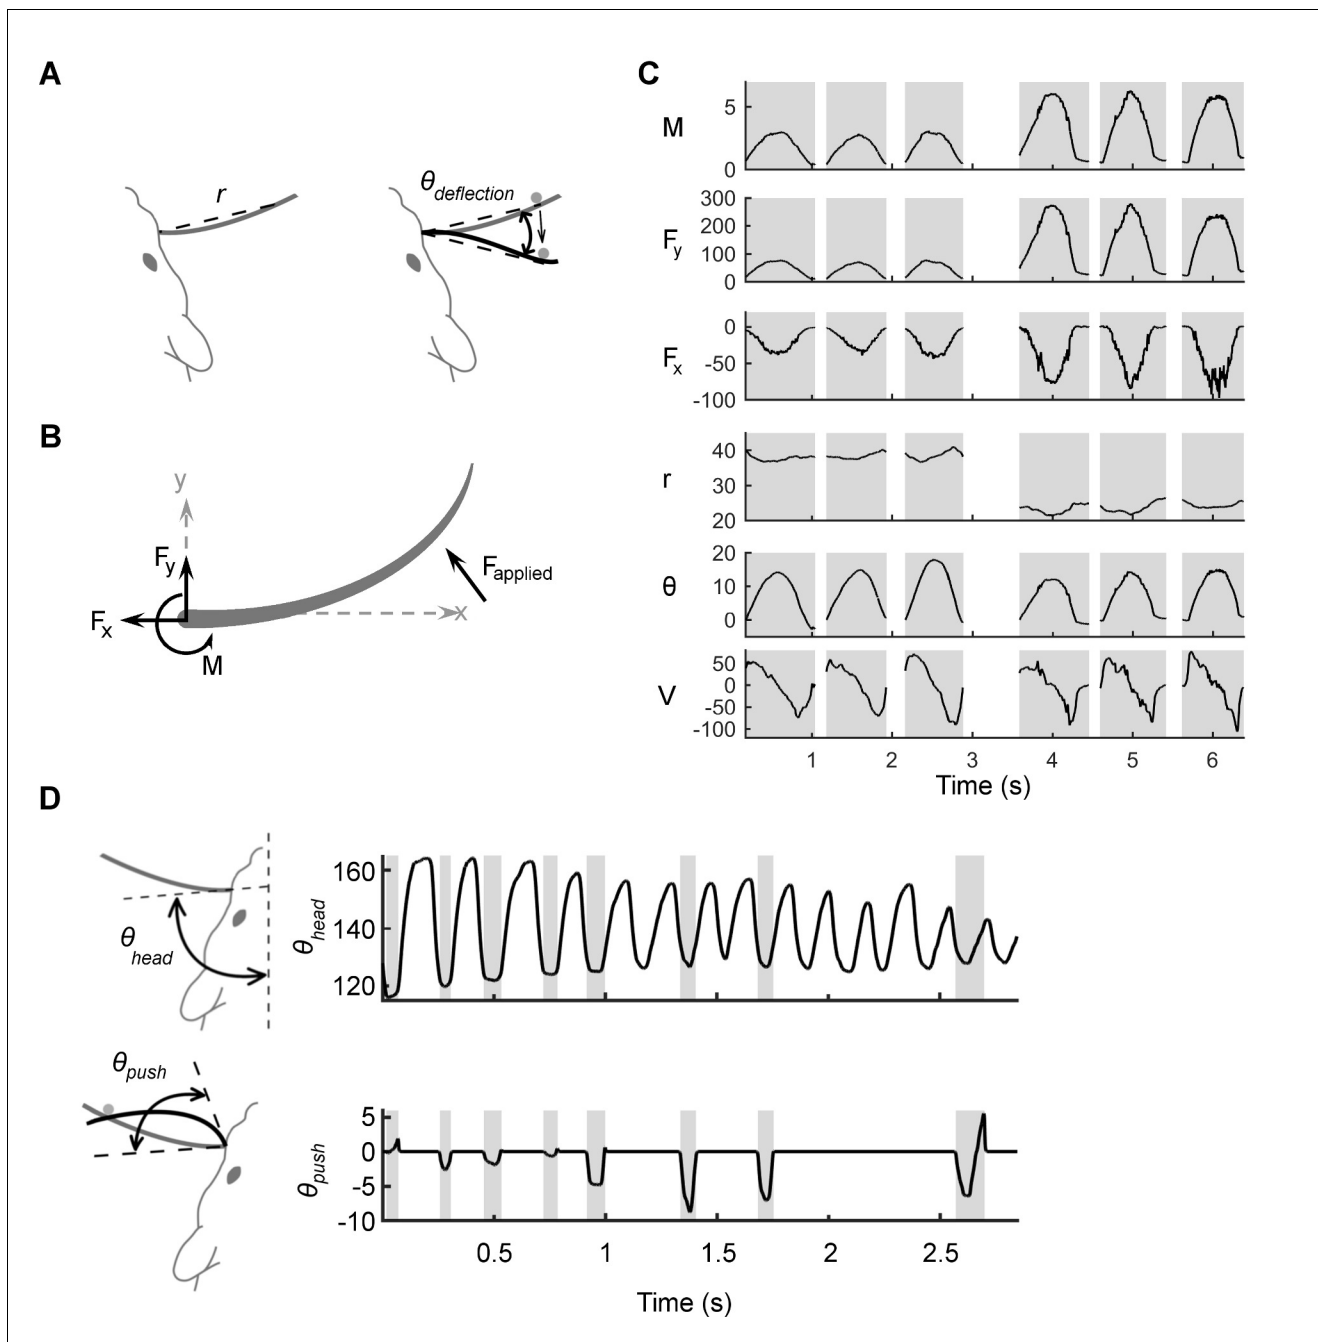 A
r
θdeflection
B
y
Fy
Fapplied
Fx
x
M
C
M
5
0
Fy
300
200
100
0
Fx
0
-50
-100
r
40
30
20
θ
20
10
0
V
50
0
-50
-100
1 2 3 4 5 6
Time (s)
D
θhead
θhead
160
140
120
θpush
θpush
5
0
-5
-10
0.5 1 1.5 2 2.5
Time (s)